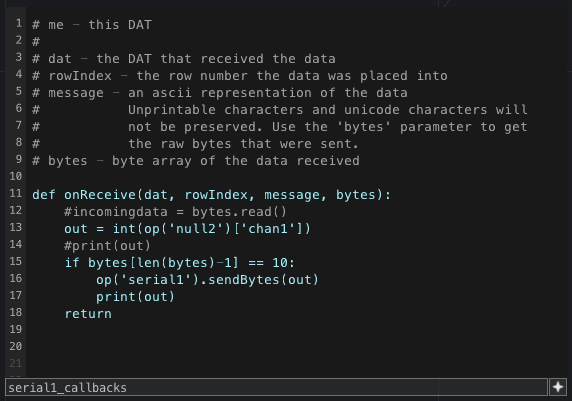 1 # me - this DAT
2 #
3 # dat - the DAT that received the data
4 # rowIndex - the row number the data was placed into
5 # message - an ascii representation of the data
6 #           Unprintable characters and unicode characters will
7 #           not be preserved. Use the 'bytes' parameter to get
8 #           the raw bytes that were sent.
9 # bytes - byte array of the data received
10
11 def onReceive(dat, rowIndex, message, bytes):
12     #incomingdata = bytes.read()
13     out = int(op('null2')['chan1'])
14     #print(out)
15     if bytes[len(bytes)-1] == 10:
16         op('serial1').sendBytes(out)
17         print(out)
18     return
19
20
21
serial1_callbacks